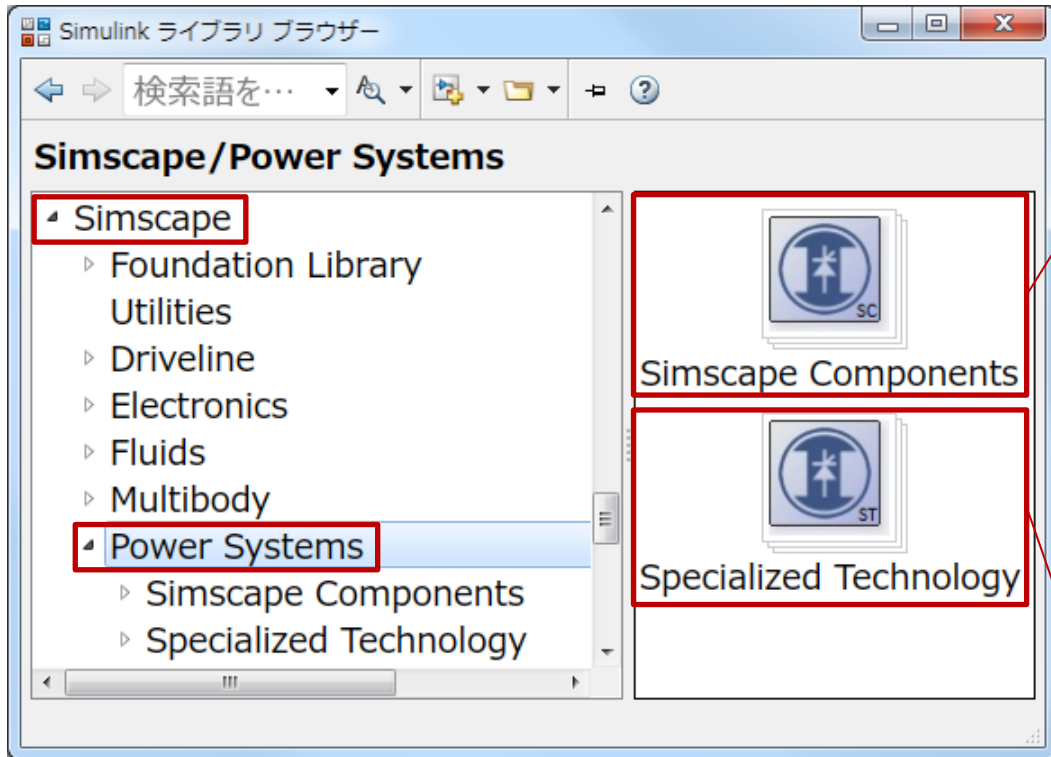 Simulink ライブラリ ブラウザー
検索語を…
Simscape/Power Systems
Simscape
Foundation Library
Utilities
Driveline
Electronics
Fluids
Multibody
Power Systems
Simscape Components
Specialized Technology
SC
Simscape Components
ST
Specialized Technology